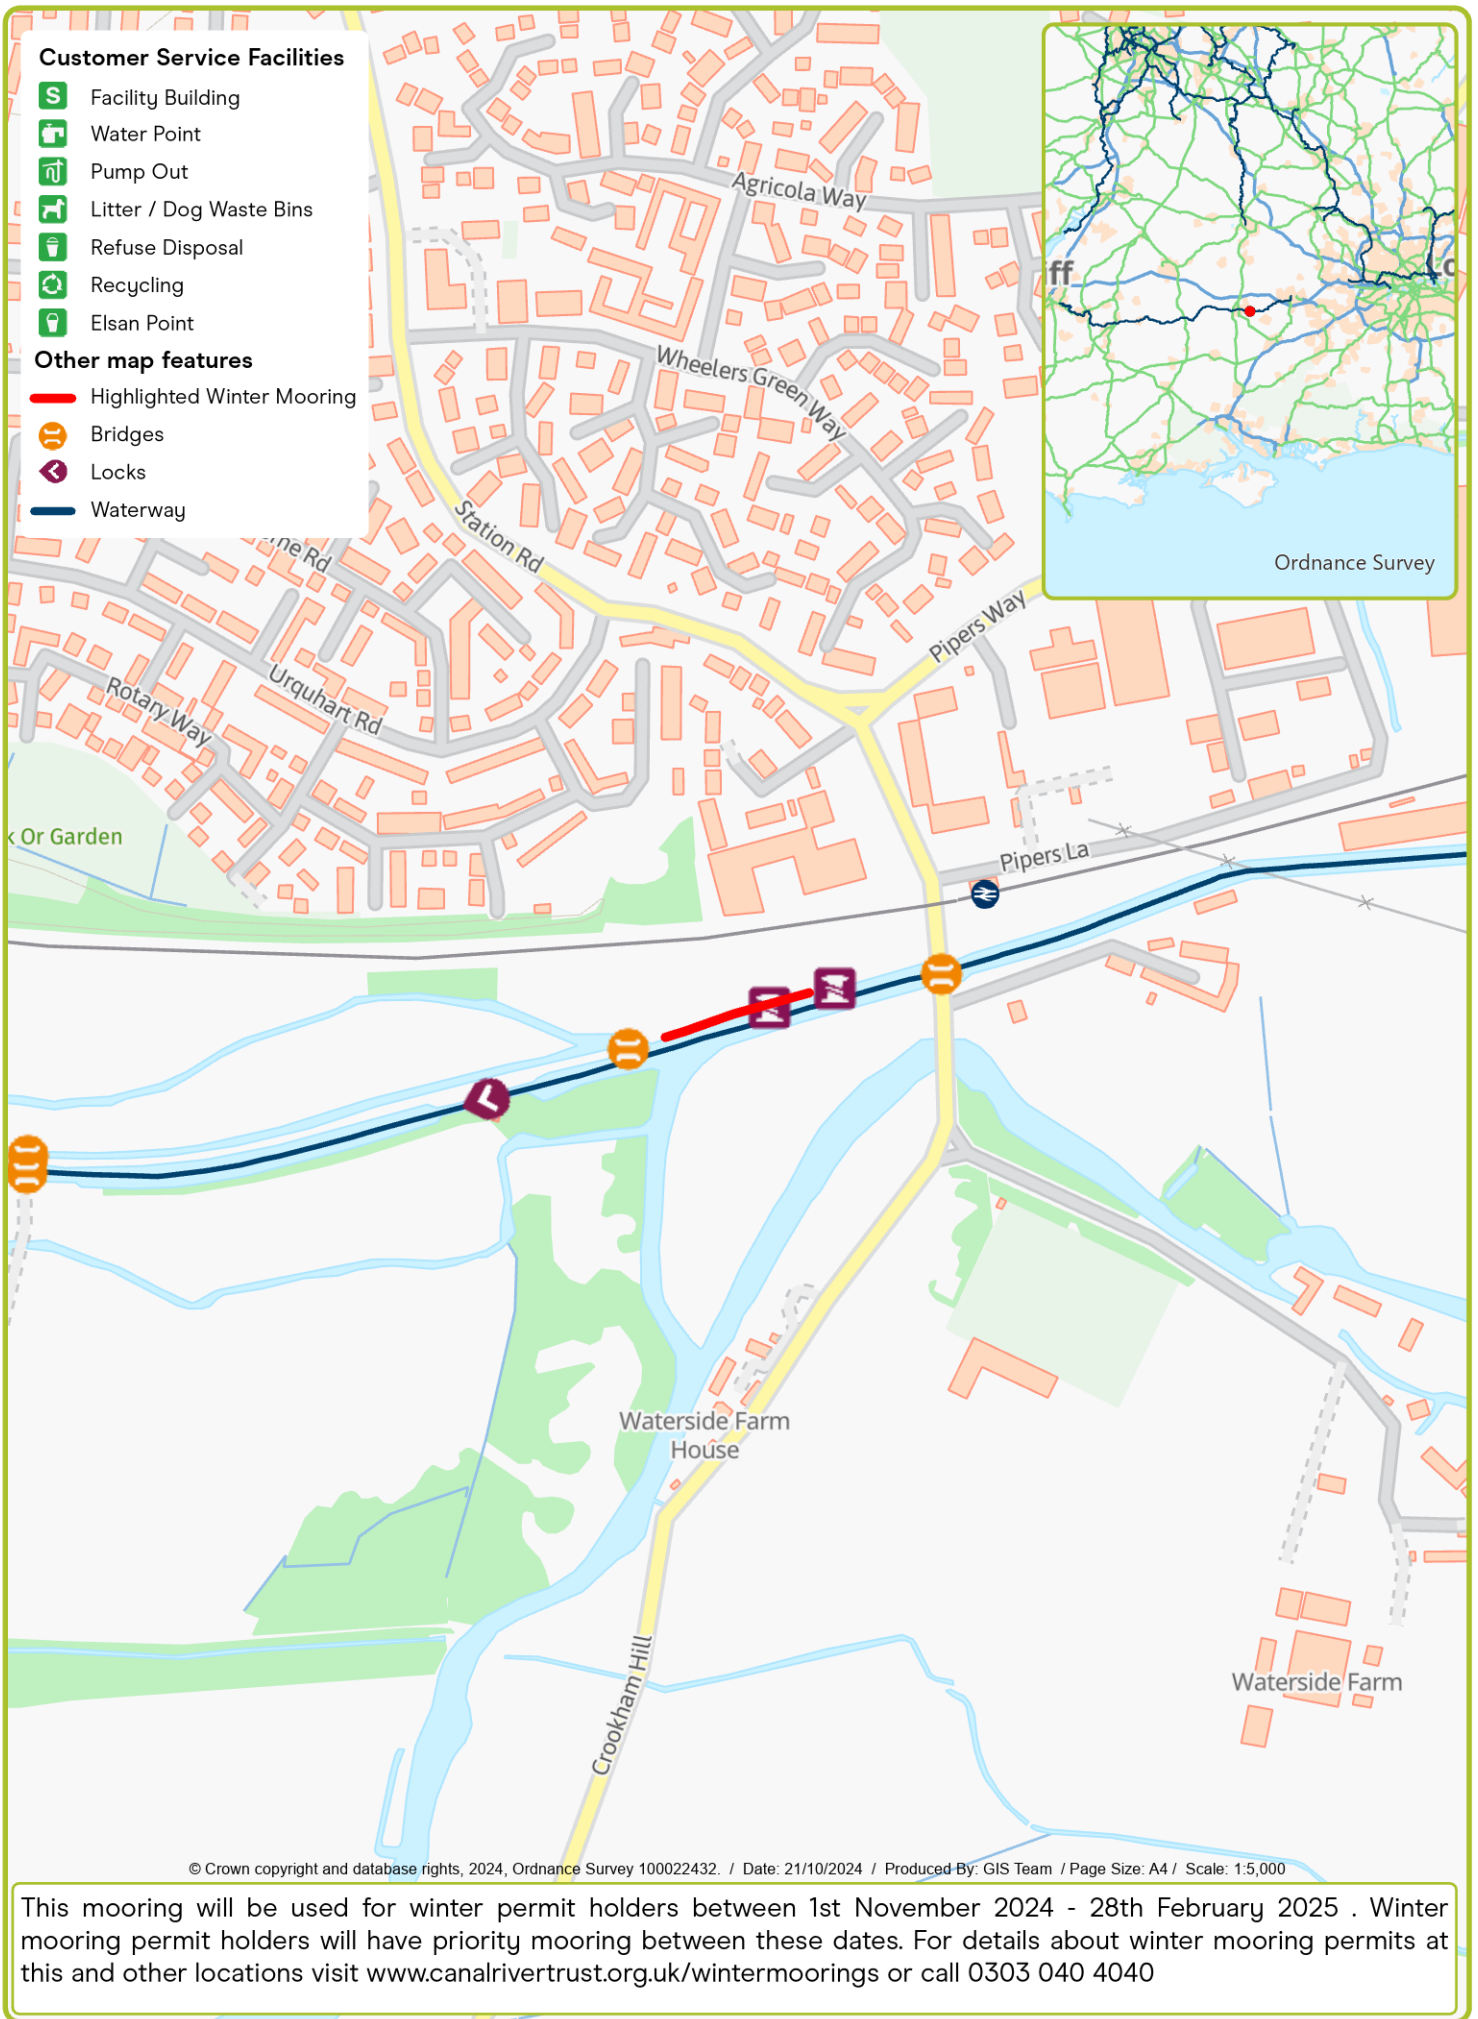 Customer Service Facilities
S Facility Building
Water Point
Pump Out
Litter / Dog Waste Bins
Refuse Disposal
Recycling
Elsan Point
Other map features
Highlighted Winter Mooring
Bridges
Locks
Waterway
iff
Lo
Ordnance Survey
Agricola Way
Wheelers Green Way
Station Rd
rne Rd
Pipers Way
Urquhart Rd
Rotary Way
k Or Garden
Pipers La
Waterside Farm
House
Crookham Hill
Waterside Farm
© Crown copyright and database rights, 2024, Ordnance Survey 100022432. / Date: 21/10/2024 / Produced By: GIS Team / Page Size: A4 / Scale: 1:5,000
This mooring will be used for winter permit holders between 1st November 2024 - 28th February 2025 . Winter
mooring permit holders will have priority mooring between these dates. For details about winter mooring permits at
this and other locations visit www.canalrivertrust.org.uk/wintermoorings or call 0303 040 4040